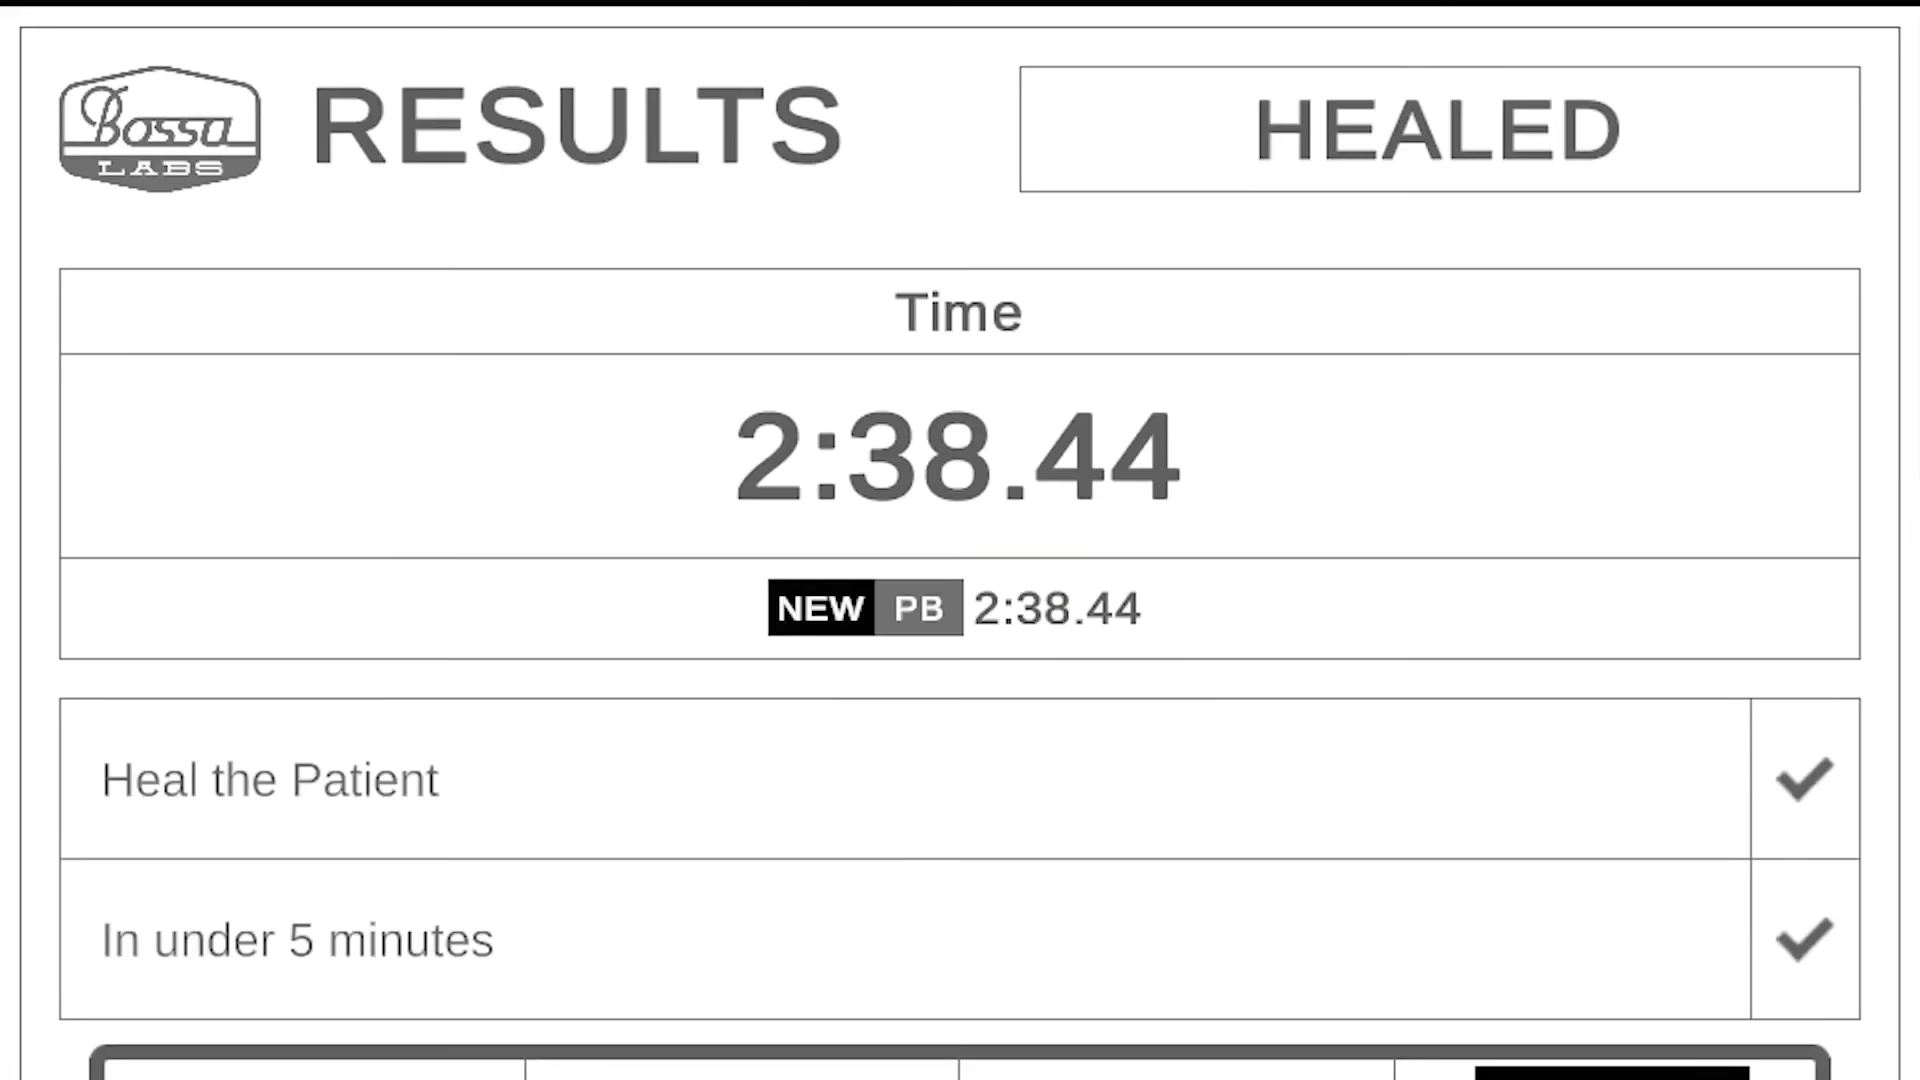 Bossa
LABS
RESULTS
HEALED
Time
2:38.44
NEW PB 2:38.44
Heal the Patient
In under 5 minutes